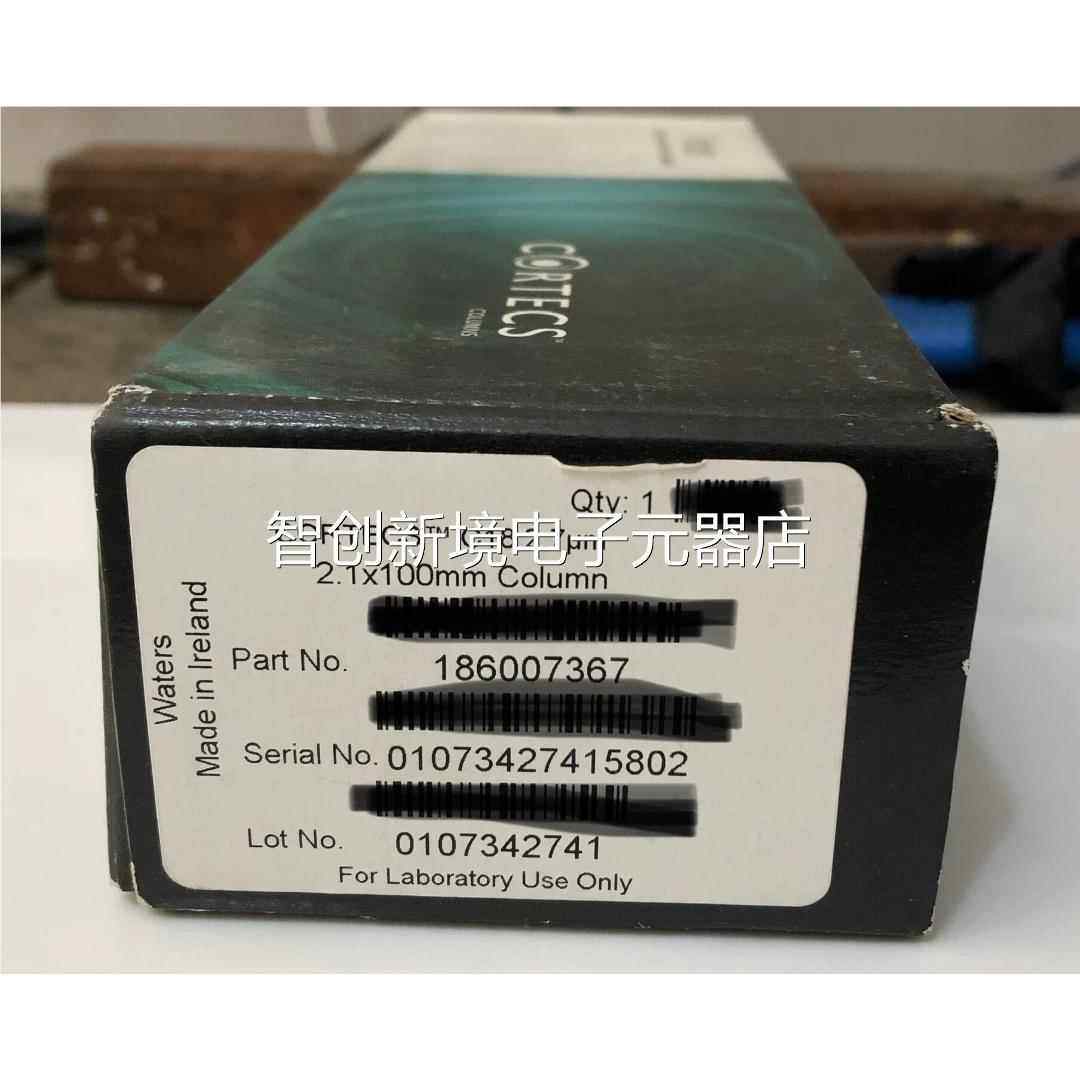 CORTECS™
COLUMNS
Qty: 1
智创新境电子元器店
2.1x100mm Column
Part No. 186007367
Serial No. 01073427415802
Lot No. 0107342741
For Laboratory Use Only
Waters
Made in Ireland